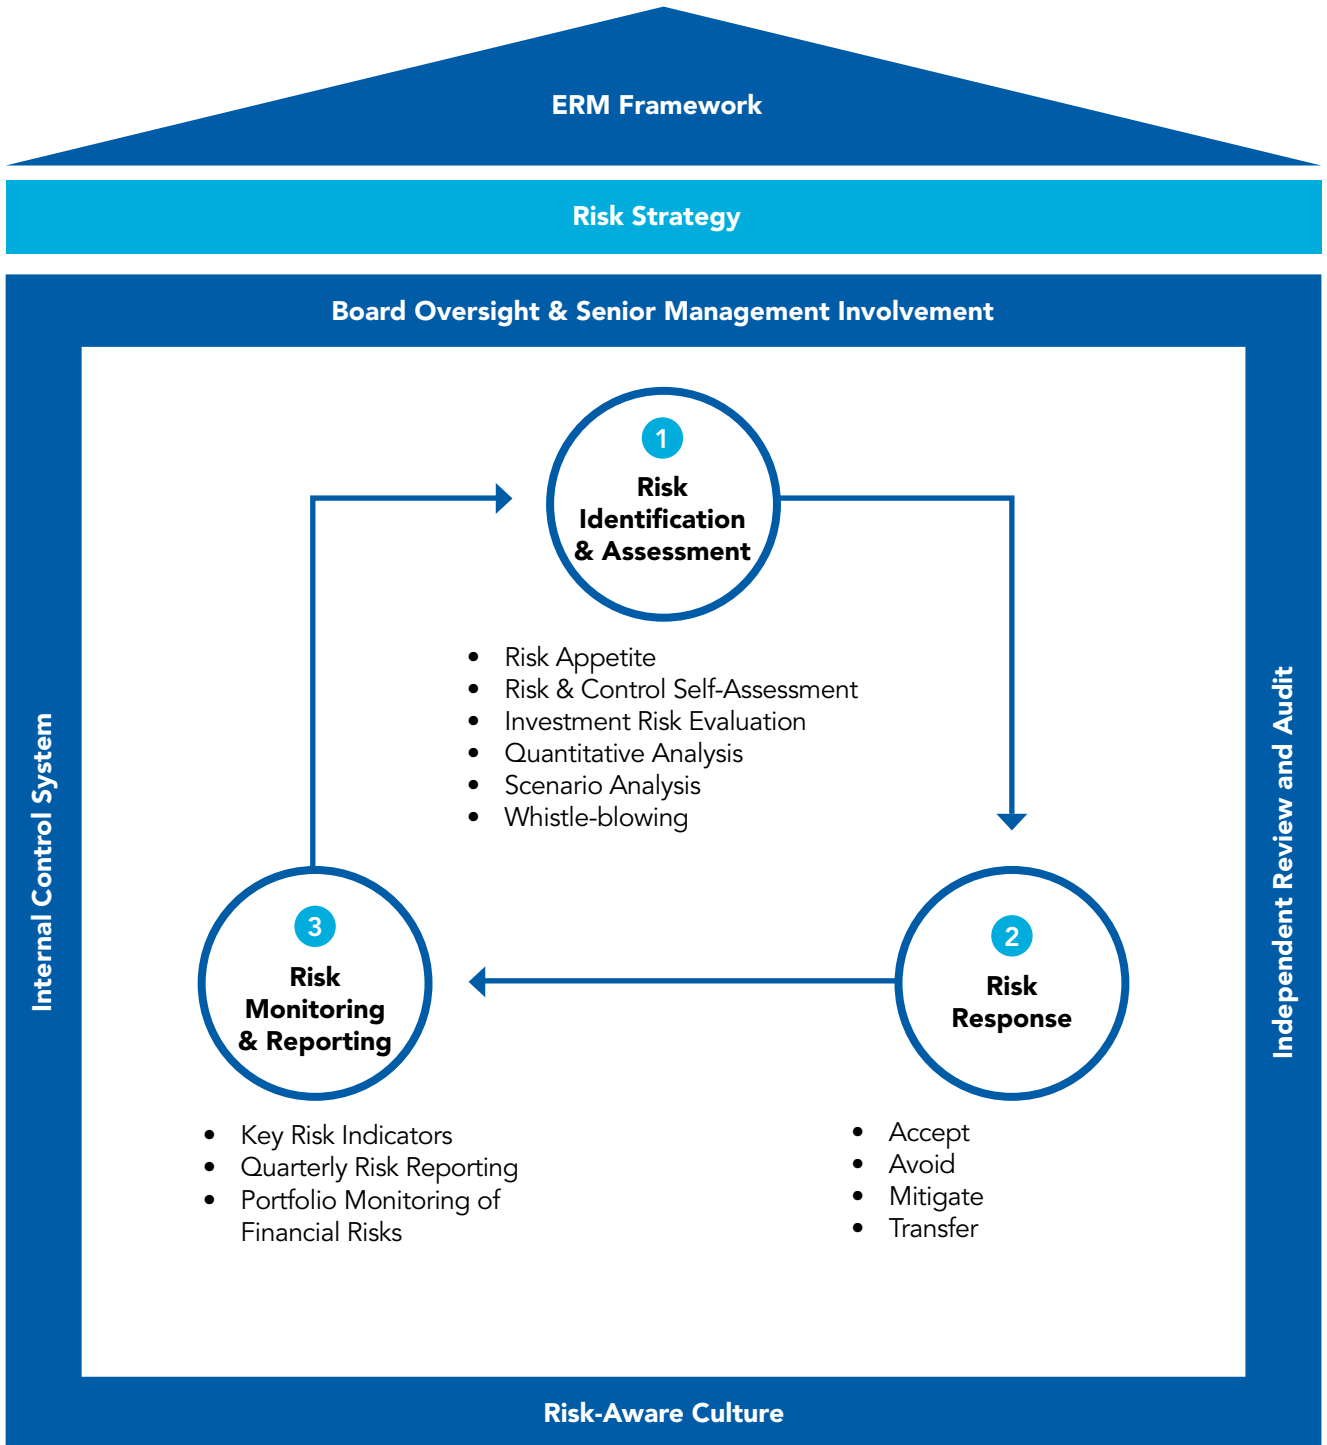 ERM Framework
Risk Strategy
Board Oversight & Senior Management Involvement
1
Risk
Identification
& Assessment
• Risk Appetite
• Risk & Control Self-Assessment
• Investment Risk Evaluation
• Quantitative Analysis
• Scenario Analysis
• Whistle-blowing
Internal Control System
Independent Review and Audit
2
Risk
Response
• Accept
• Avoid
• Mitigate
• Transfer
3
Risk
Monitoring
& Reporting
• Key Risk Indicators
• Quarterly Risk Reporting
• Portfolio Monitoring of
Financial Risks
Risk-Aware Culture